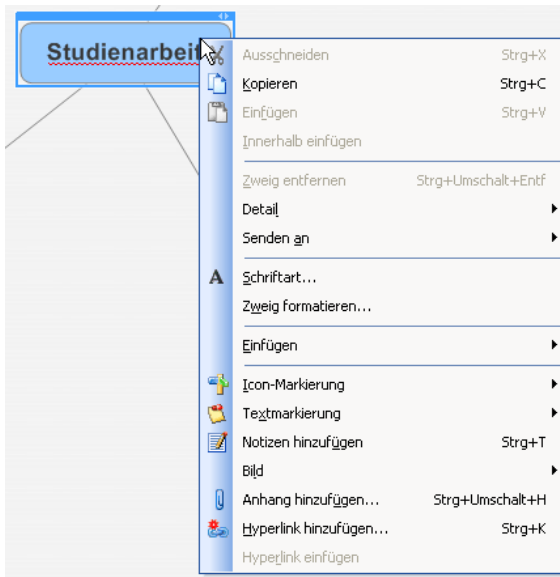 Studienarbeit
Ausschneiden Strg+X
Kopieren Strg+C
Einfügen Strg+V
Innerhalb einfügen
Zweig entfernen Strg+Umschalt+Entf
Detail
Senden an
A Schriftart...
Zweig formatieren...
Einfügen
Icon-Markierung
Textmarkierung
Notizen hinzufügen Strg+T
Bild
Anhang hinzufügen... Strg+Umschalt+H
Hyperlink hinzufügen... Strg+K
Hyperlink einfügen